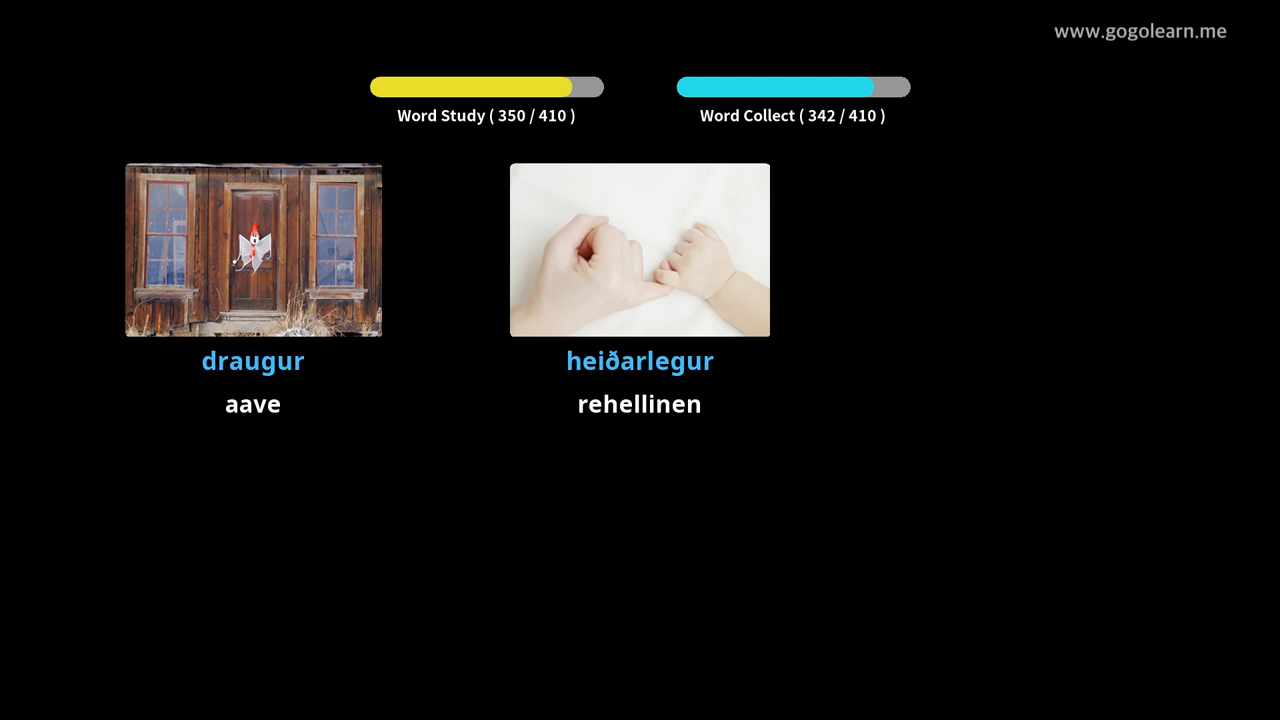 www.gogolearn.me
Word Study ( 350 / 410 )
Word Collect ( 342 / 410 )
draugur
aave
heiðarlegur
rehellinen